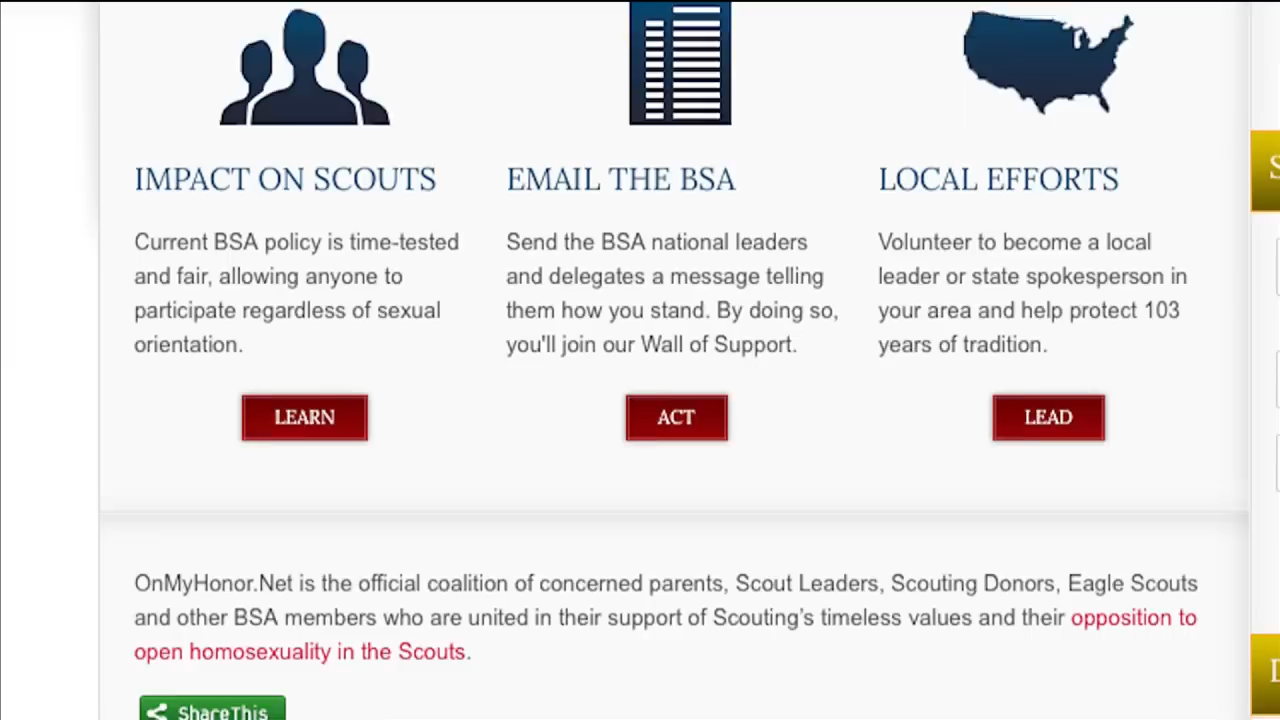 IMPACT ON SCOUTS
Current BSA policy is time-tested
and fair, allowing anyone to
participate regardless of sexual
orientation.
LEARN
EMAIL THE BSA
Send the BSA national leaders
and delegates a message telling
them how you stand. By doing so,
you'll join our Wall of Support.
ACT
LOCAL EFFORTS
Volunteer to become a local
leader or state spokesperson in
your area and help protect 103
years of tradition.
LEAD
OnMyHonor.Net is the official coalition of concerned parents, Scout Leaders, Scouting Donors, Eagle Scouts
and other BSA members who are united in their support of Scouting’s timeless values and their opposition to
open homosexuality in the Scouts.
ShareThis